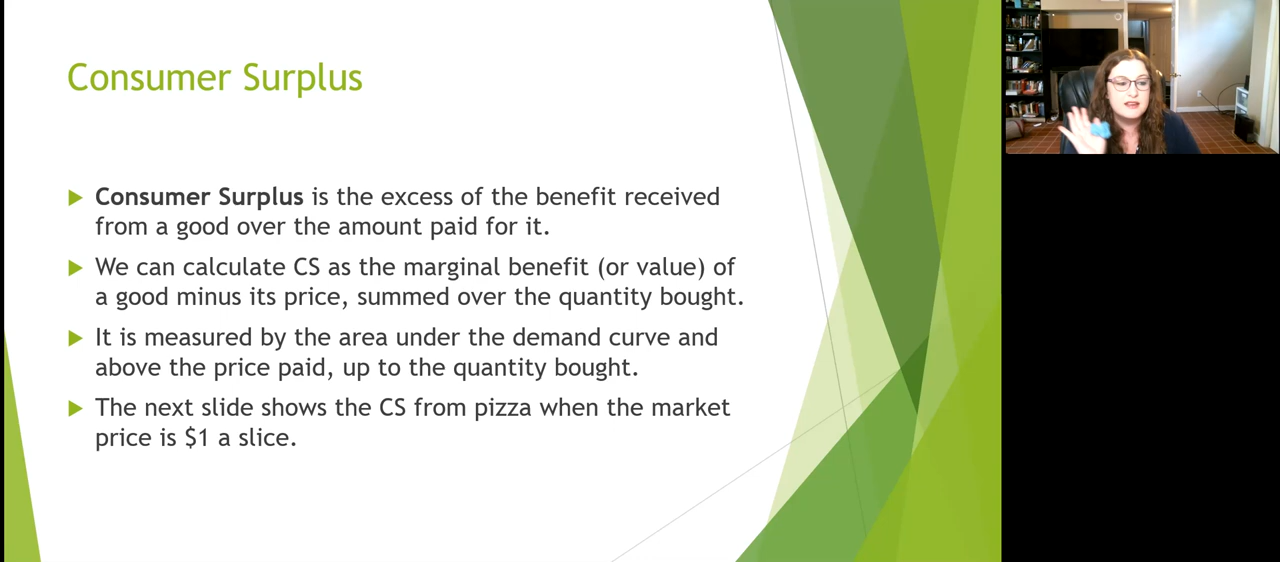 Consumer Surplus
Consumer Surplus is the excess of the benefit received
from a good over the amount paid for it.
We can calculate CS as the marginal benefit (or value) of
a good minus its price, summed over the quantity bought.
It is measured by the area under the demand curve and
above the price paid, up to the quantity bought.
The next slide shows the CS from pizza when the market
price is $1 a slice.